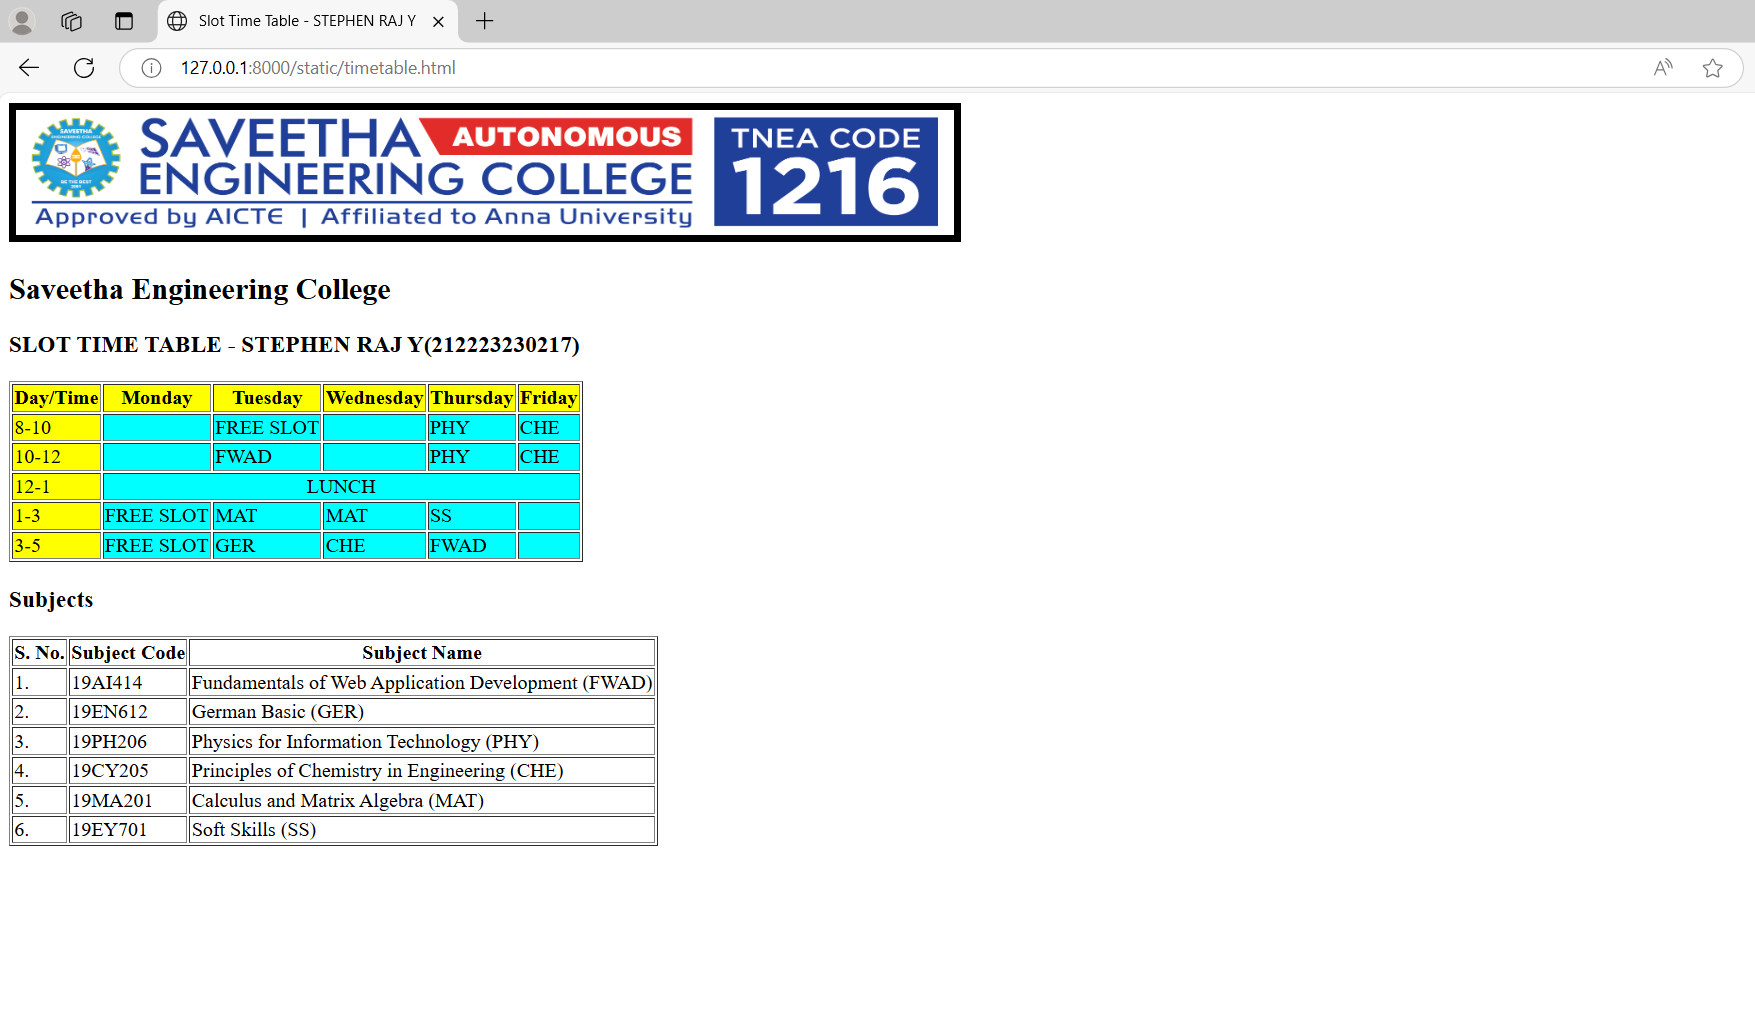 Slot Time Table - STEPHEN RAJ Y
127.0.0.1:8000/static/timetable.html
SAVEETHA AUTONOMOUS
ENGINEERING COLLEGE
Approved by AICTE | Affiliated to Anna University
TNEA CODE
1216
SAVEETHA
ENGINEERING COLLEGE
BE THE BEST
Saveetha Engineering College
SLOT TIME TABLE - STEPHEN RAJ Y(212223230217)
Day/Time Monday Tuesday Wednesday Thursday Friday
8-10 FREE SLOT PHY CHE
10-12 FWAD PHY CHE
12-1 LUNCH
1-3 FREE SLOT MAT MAT SS
3-5 FREE SLOT GER CHE FWAD
Subjects
S. No. Subject Code Subject Name
1. 19AI414 Fundamentals of Web Application Development (FWAD)
2. 19EN612 German Basic (GER)
3. 19PH206 Physics for Information Technology (PHY)
4. 19CY205 Principles of Chemistry in Engineering (CHE)
5. 19MA201 Calculus and Matrix Algebra (MAT)
6. 19EY701 Soft Skills (SS)